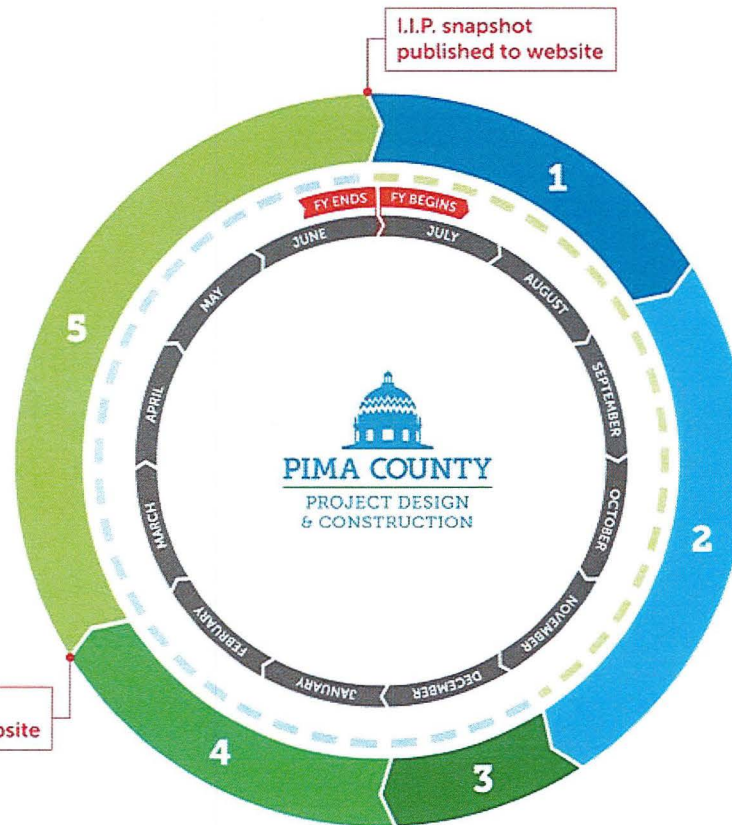 I.I.P. snapshot
published to website
1
2
3
4
5
FY ENDS
FY BEGINS
JULY
AUGUST
SEPTEMBER
OCTOBER
NOVEMBER
DECEMBER
JANUARY
FEBRUARY
MARCH
APRIL
MAY
JUNE
PIMA COUNTY
PROJECT DESIGN
& CONSTRUCTION